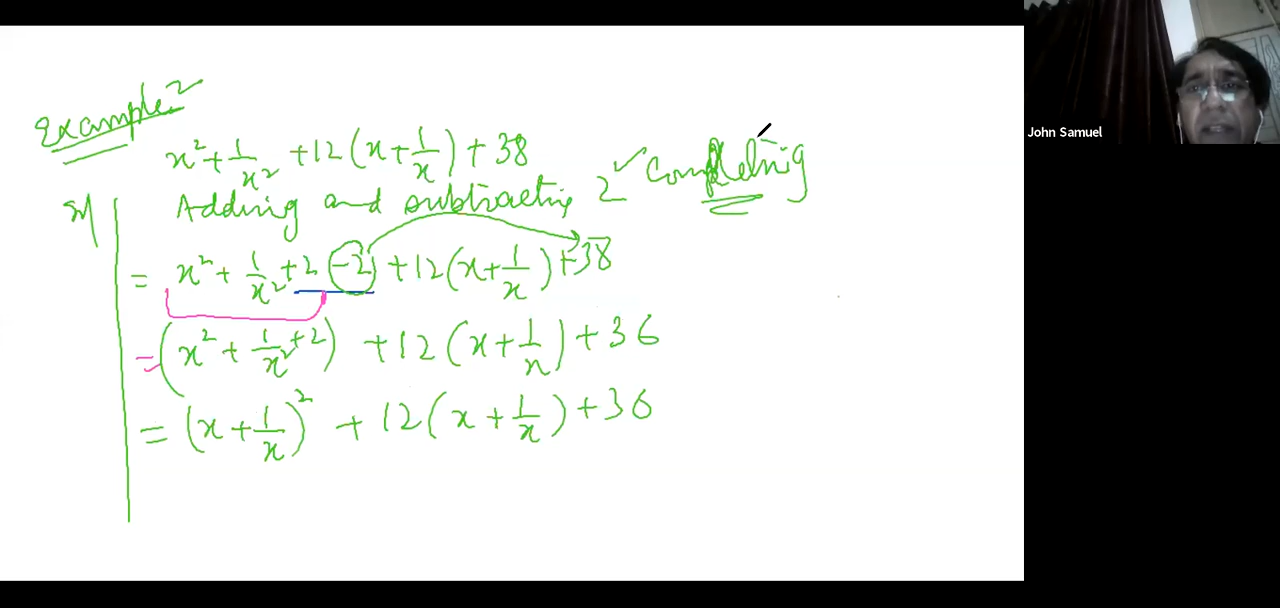 Example 2
x² + 1/x² + 12(x + 1/x) + 38
Adding and subtracting 2 ✓ Completing
= x² + 1/x² + 2 - 2 + 12(x + 1/x) + 38
= (x² + 1/x² + 2) + 12(x + 1/x) + 36
= (x + 1/x)² + 12(x + 1/x) + 36
John Samuel